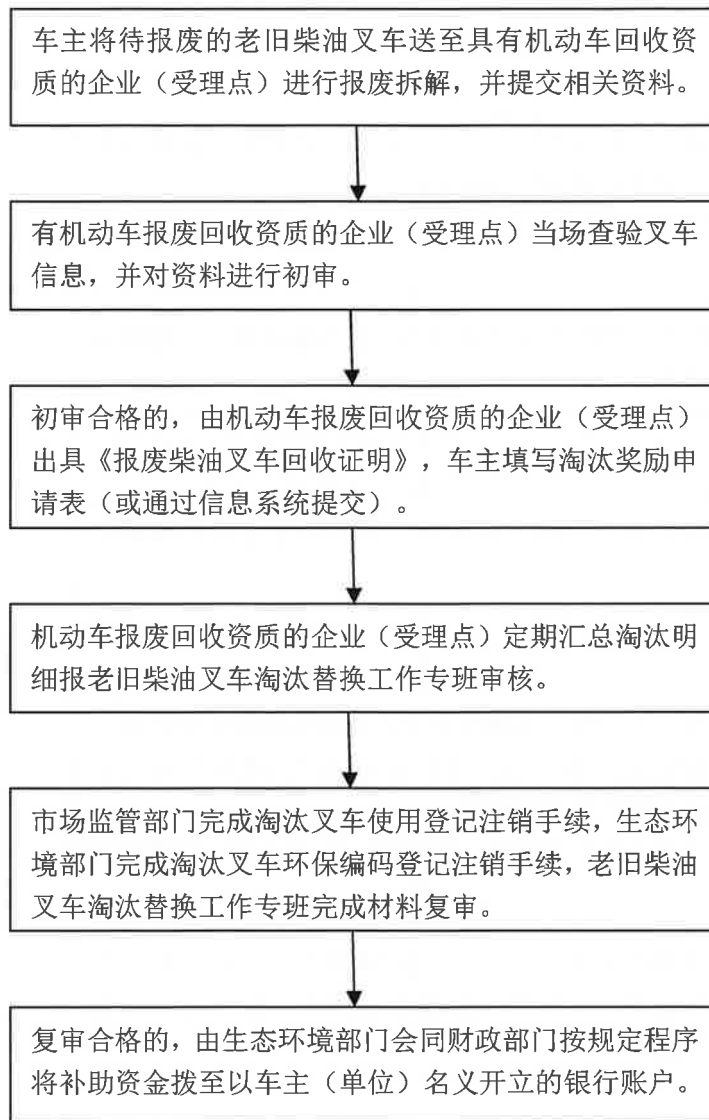 车主将待报废的老旧柴油叉车送至具有机动车回收资
质的企业（受理点）进行报废拆解，并提交相关资料。
有机动车报废回收资质的企业（受理点）当场查验叉车
信息，并对资料进行初审。
初审合格的，由机动车报废回收资质的企业（受理点）
出具《报废柴油叉车回收证明》，车主填写淘汰奖励申
请表（或通过信息系统提交）。
机动车报废回收资质的企业（受理点）定期汇总淘汰明
细报老旧柴油叉车淘汰替换工作专班审核。
市场监管部门完成淘汰叉车使用登记注销手续，生态环
境部门完成淘汰叉车环保编码登记注销手续，老旧柴油
叉车淘汰替换工作专班完成材料复审。
复审合格的，由生态环境部门会同财政部门按规定程序
将补助资金拨至以车主（单位）名义开立的银行账户。